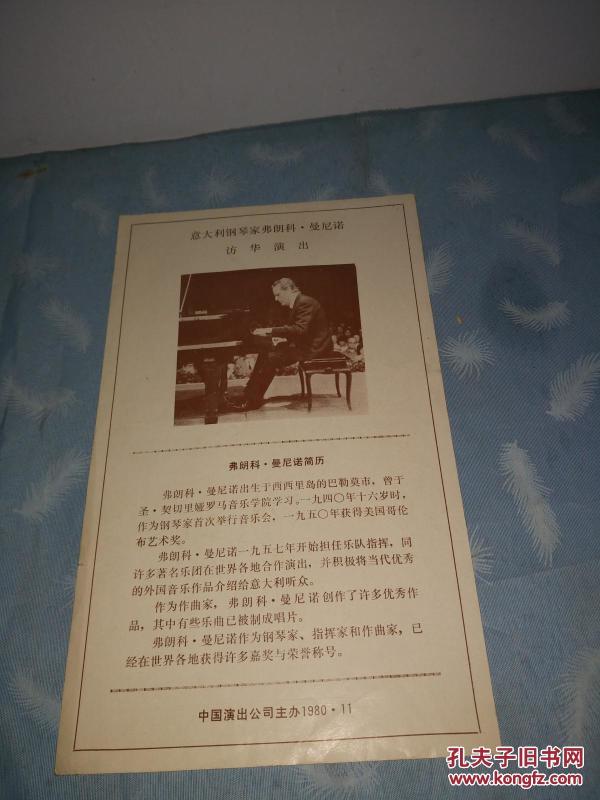 意大利钢琴家弗朗科·曼尼诺
访华演出
弗朗科·曼尼诺简历
弗朗科·曼尼诺出生于西西里岛的巴勒莫市，曾于
圣·契切里娅罗马音乐学院学习。一九四〇年十六岁时，
作为钢琴家首次举行音乐会，一九五〇年获得美国哥伦
布艺术奖。
弗朗科·曼尼诺一九五七年开始担任乐队指挥，同
许多著名乐团在世界各地合作演出，并积极将当代优秀
的外国音乐作品介绍给意大利听众。
作为作曲家，弗朗科·曼尼诺创作了许多优秀作
品，其中有些乐曲已被制成唱片。
弗朗科·曼尼诺作为钢琴家、指挥家和作曲家，已
经在世界各地获得许多嘉奖与荣誉称号。
中国演出公司主办1980·11
孔夫子旧书网
www.kongfz.com